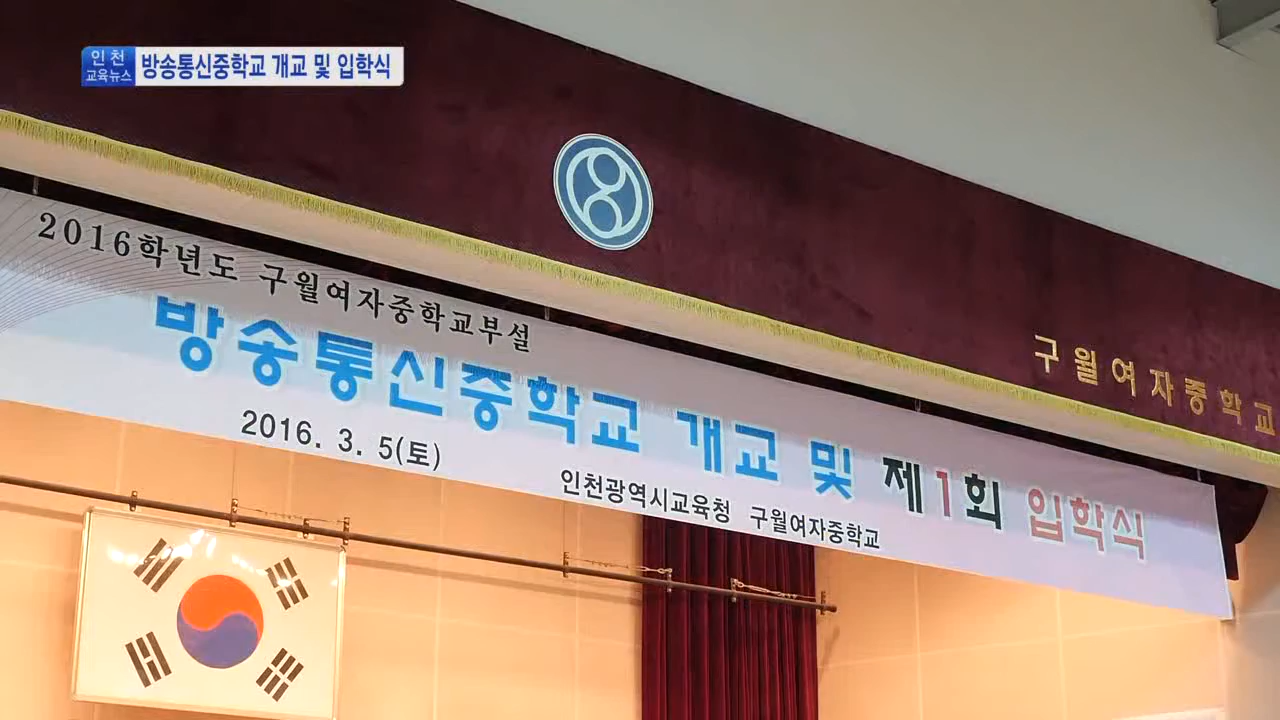 인천
교육뉴스
방송통신중학교 개교 및 입학식
구월여자중학교
2016학년도 구월여자중학교부설
방송통신중학교 개교 및 제1회 입학식
2016. 3. 5(토)
인천광역시교육청 구월여자중학교